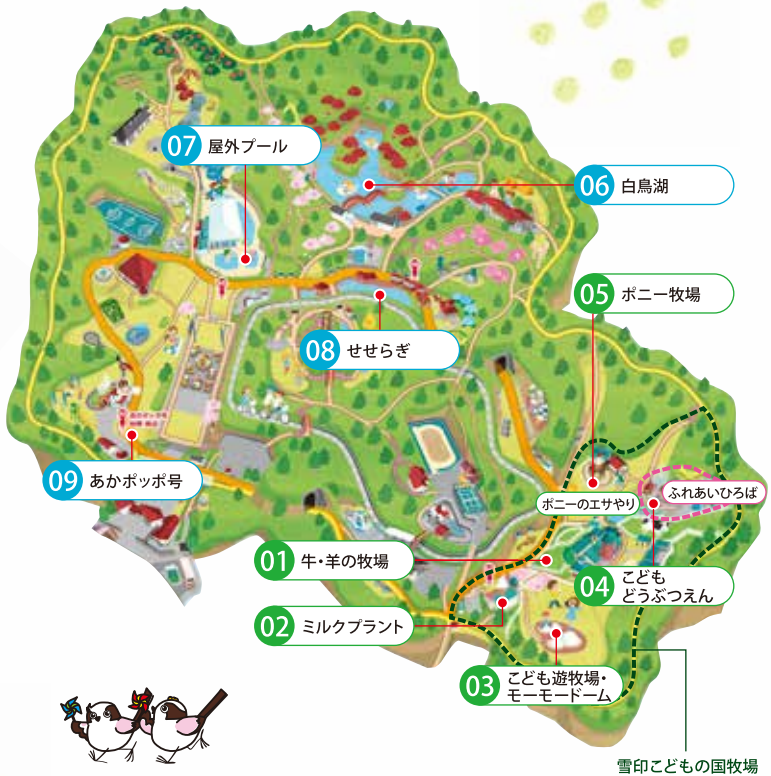 07 屋外プール
06 白鳥湖
05 ポニー牧場
08 せせらぎ
09 あかポッポ号
ポニーのエサやり
ふれあいひろば
01 牛・羊の牧場
04 こども
どうぶつえん
02 ミルクプラント
03 こども遊牧場・
モーモードーム
雪印こどもの国牧場